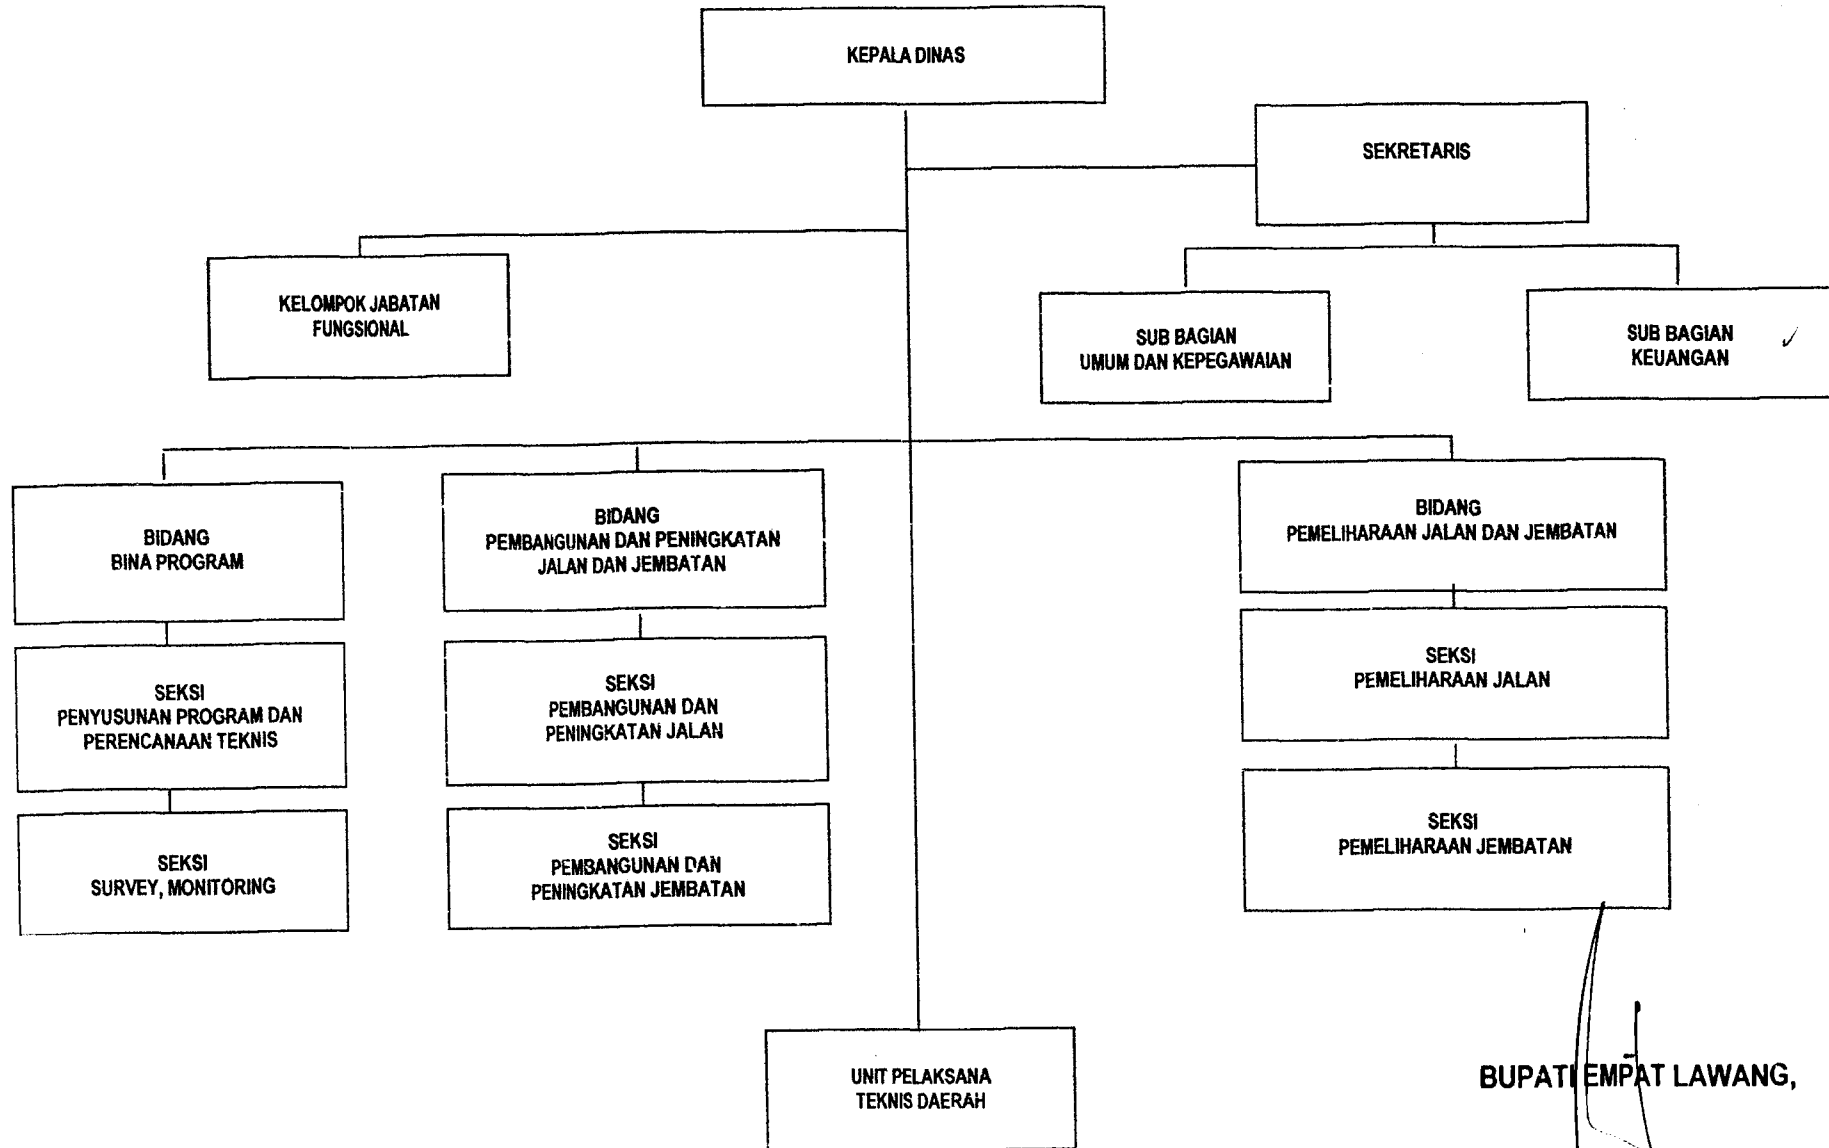 KEPALA DINAS
SEKRETARIS
KELOMPOK JABATAN
FUNGSIONAL
SUB BAGIAN
UMUM DAN KEPEGAWAIAN
SUB BAGIAN
KEUANGAN
BIDANG
BINA PROGRAM
BIDANG
PEMBANGUNAN DAN PENINGKATAN
JALAN DAN JEMBATAN
BIDANG
PEMELIHARAAN JALAN DAN JEMBATAN
SEKSI
PENYUSUNAN PROGRAM DAN
PERENCANAAN TEKNIS
SEKSI
PEMBANGUNAN DAN
PENINGKATAN JALAN
SEKSI
PEMELIHARAAN JALAN
SEKSI
SURVEY, MONITORING
SEKSI
PEMBANGUNAN DAN
PENINGKATAN JEMBATAN
SEKSI
PEMELIHARAAN JEMBATAN
UNIT PELAKSANA
TEKNIS DAERAH
BUPATI EMPAT LAWANG,